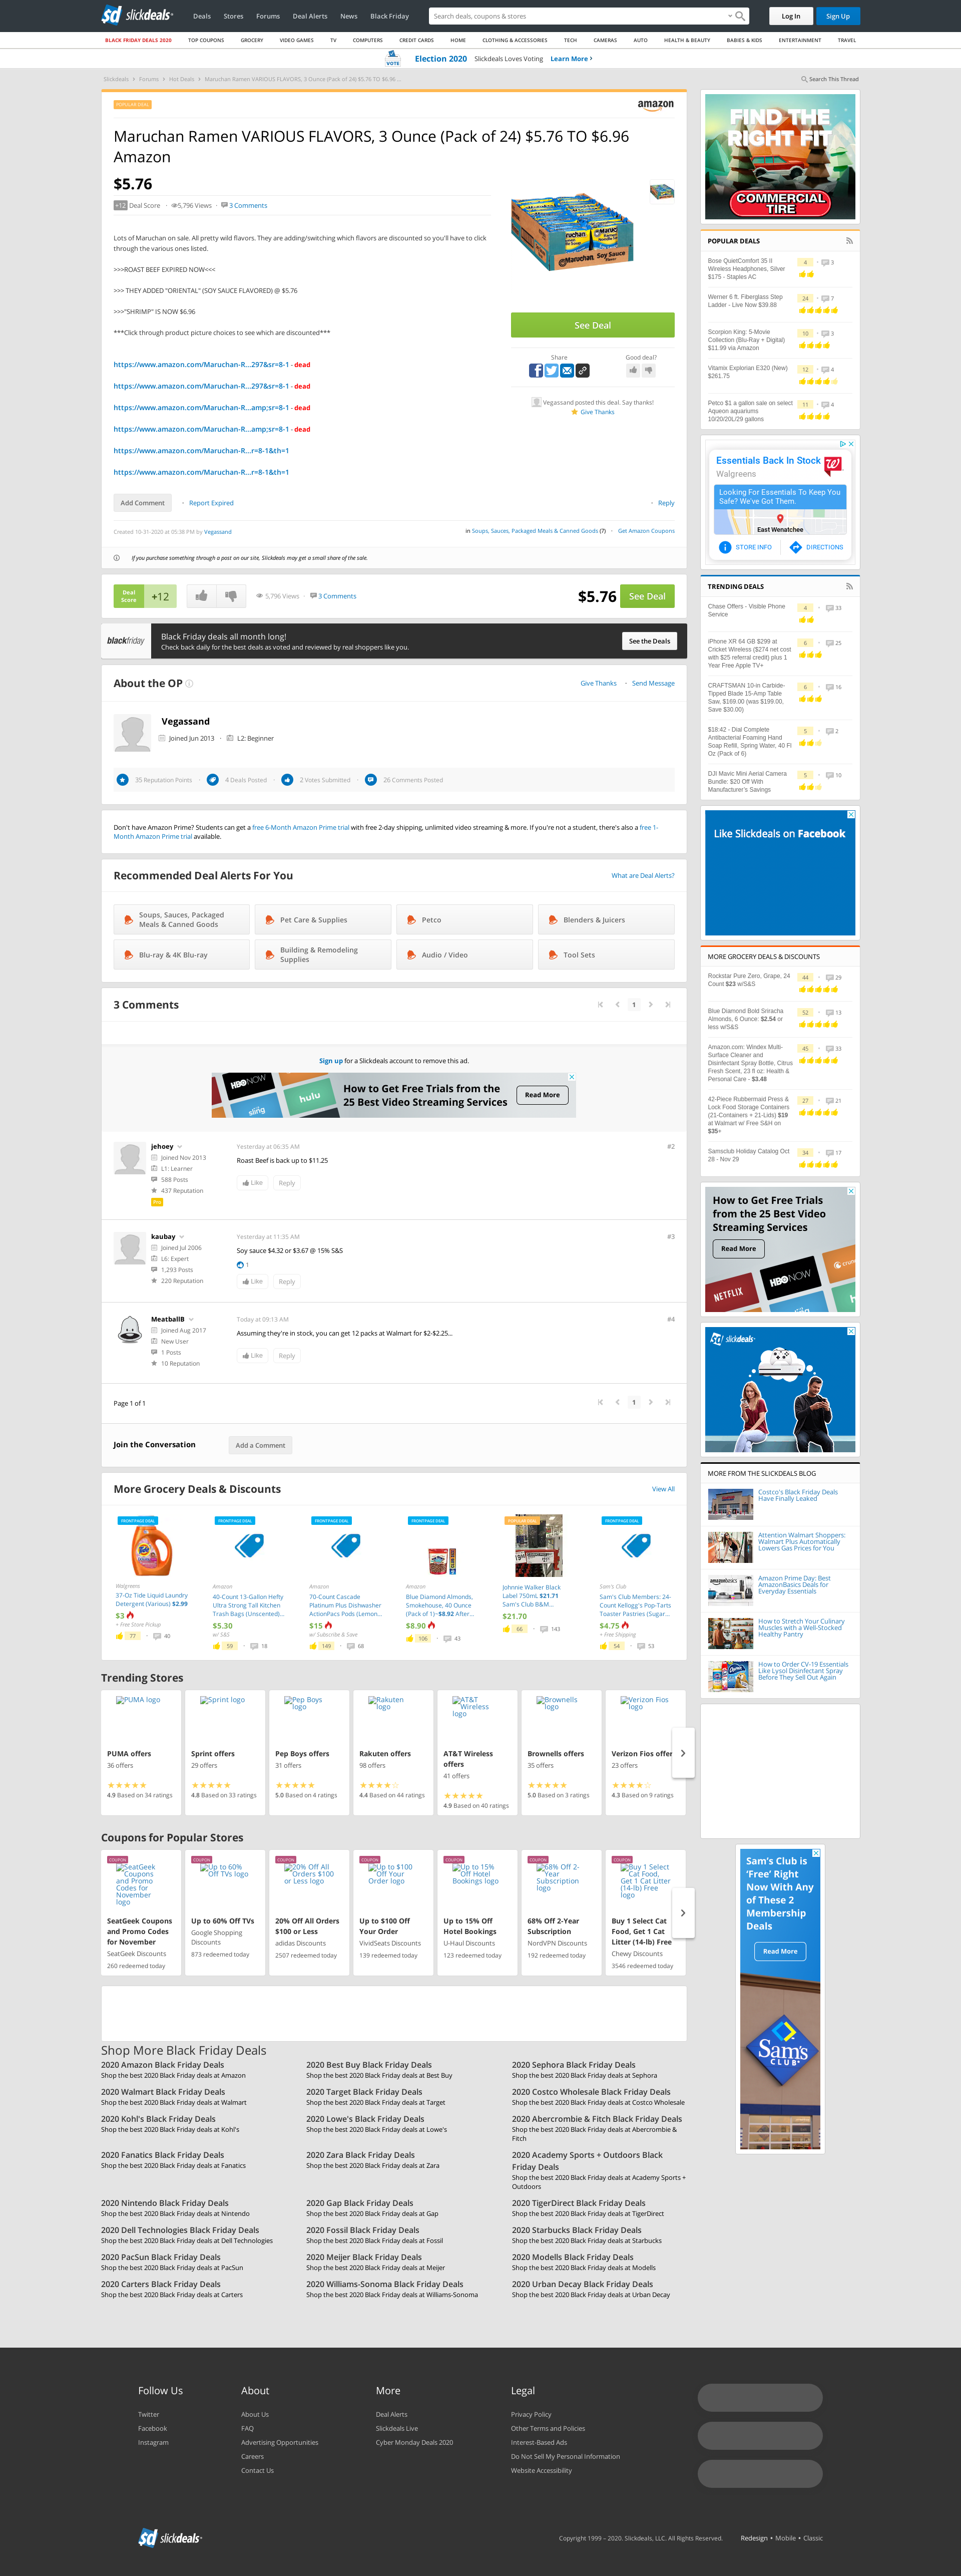 slickdeals
Deals Stores Forums Deal Alerts News Black Friday
Search deals, coupons & stores
Log In Sign Up
BLACK FRIDAY DEALS 2020 TOP COUPONS GROCERY VIDEO GAMES TV COMPUTERS CREDIT CARDS HOME CLOTHING & ACCESSORIES TECH CAMERAS AUTO HEALTH & BEAUTY BABIES & KIDS ENTERTAINMENT TRAVEL
VOTE Election 2020 Slickdeals Loves Voting Learn More
Slickdeals > Forums > Hot Deals > Maruchan Ramen VARIOUS FLAVORS, 3 Ounce (Pack of 24) $5.76 TO $6.96 ...
Search This Thread
POPULAR DEAL
amazon
Maruchan Ramen VARIOUS FLAVORS, 3 Ounce (Pack of 24) $5.76 TO $6.96
Amazon
$5.76
+12 Deal Score 5,796 Views 3 Comments
Lots of Maruchan on sale. All pretty wild flavors. They are adding/switching which flavors are discounted so you'll have to click
through the various ones listed.
>>>ROAST BEEF EXPIRED NOW<<<
>>> THEY ADDED "ORIENTAL" (SOY SAUCE FLAVORED) @ $5.76
>>>"SHRIMP" IS NOW $6.96
***Click through product picture choices to see which are discounted***
https://www.amazon.com/Maruchan-R...297&sr=8-1 - dead
https://www.amazon.com/Maruchan-R...297&sr=8-1 - dead
https://www.amazon.com/Maruchan-R...amp;sr=8-1 - dead
https://www.amazon.com/Maruchan-R...amp;sr=8-1 - dead
https://www.amazon.com/Maruchan-R...r=8-1&th=1
https://www.amazon.com/Maruchan-R...r=8-1&th=1
Maruchan
Soy Sauce
See Deal
Share Good deal?
Vegassand posted this deal. Say thanks!
Give Thanks
Add Comment Report Expired Reply
Created 10-31-2020 at 05:38 PM by Vegassand
in Soups, Sauces, Packaged Meals & Canned Goods (?) Get Amazon Coupons
If you purchase something through a post on our site, Slickdeals may get a small share of the sale.
Deal
Score
+12 5,796 Views 3 Comments $5.76 See Deal
blackfriday
Black Friday deals all month long!
Check back daily for the best deals as voted and reviewed by real shoppers like you.
See the Deals
About the OP
Give Thanks Send Message
Vegassand
Joined Jun 2013 L2: Beginner
35 Reputation Points 4 Deals Posted 2 Votes Submitted 26 Comments Posted
Don't have Amazon Prime? Students can get a free 6-Month Amazon Prime trial with free 2-day shipping, unlimited video streaming & more. If you're not a student, there's also a free 1-
Month Amazon Prime trial available.
Recommended Deal Alerts For You
What are Deal Alerts?
Soups, Sauces, Packaged
Meals & Canned Goods
Pet Care & Supplies
Petco
Blenders & Juicers
Blu-ray & 4K Blu-ray
Building & Remodeling
Supplies
Audio / Video
Tool Sets
3 Comments
1
Sign up for a Slickdeals account to remove this ad.
HBO NOW
sling
hulu
How to Get Free Trials from the
25 Best Video Streaming Services
Read More
jehoey
Joined Nov 2013
L1: Learner
588 Posts
437 Reputation
Pro
Yesterday at 06:35 AM
#2
Roast Beef is back up to $11.25
Like Reply
kaubay
Joined Jul 2006
L6: Expert
1,293 Posts
220 Reputation
Yesterday at 11:35 AM
#3
Soy sauce $4.32 or $3.67 @ 15% S&S
1
Like Reply
MeatballB
Joined Aug 2017
New User
1 Posts
10 Reputation
Today at 09:13 AM
#4
Assuming they're in stock, you can get 12 packs at Walmart for $2-$2.25...
Like Reply
Page 1 of 1
1
Join the Conversation
Add a Comment
More Grocery Deals & Discounts
View All
FRONTPAGE DEAL
Walgreens
37-Oz Tide Liquid Laundry
Detergent (Various) $2.99
$3
+ Free Store Pickup
77 40
FRONTPAGE DEAL
Amazon
40-Count 13-Gallon Hefty
Ultra Strong Tall Kitchen
Trash Bags (Unscented)...
$5.30
w/ S&S
59 18
FRONTPAGE DEAL
Amazon
70-Count Cascade
Platinum Plus Dishwasher
ActionPacs Pods (Lemon...
$15
w/ Subscribe & Save
149 68
FRONTPAGE DEAL
Amazon
Blue Diamond Almonds,
Smokehouse, 40 Ounce
(Pack of 1)~$8.92 After...
$8.90
106 43
POPULAR DEAL
Johnnie Walker Black
Label 750mL $21.71
Sam's Club B&M...
$21.70
68 143
FRONTPAGE DEAL
Sam's Club
Sam's Club Members: 24-
Count Kellogg's Pop-Tarts
Toaster Pastries (Sugar...
$4.75
+ Free Shipping
54 53
Trending Stores
PUMA logo
PUMA offers
36 offers
4.9 Based on 34 ratings
Sprint logo
Sprint offers
29 offers
4.8 Based on 33 ratings
Pep Boys
logo
Pep Boys offers
31 offers
5.0 Based on 4 ratings
Rakuten
logo
Rakuten offers
98 offers
4.4 Based on 44 ratings
AT&T
Wireless
logo
AT&T Wireless
offers
41 offers
4.9 Based on 40 ratings
Brownells
logo
Brownells offers
35 offers
5.0 Based on 3 ratings
Verizon Fios
logo
Verizon Fios offer
23 offers
4.3 Based on 9 ratings
Coupons for Popular Stores
COUPON
SeatGeek
Coupons
and Promo
Codes for
November
logo
SeatGeek Coupons
and Promo Codes
for November
SeatGeek Discounts
260 redeemed today
COUPON
Up to 60%
Off TVs logo
Up to 60% Off TVs
Google Shopping
Discounts
873 redeemed today
COUPON
20% Off All
Orders $100
or Less logo
20% Off All Orders
$100 or Less
adidas Discounts
2507 redeemed today
COUPON
Up to $100
Off Your
Order logo
Up to $100 Off
Your Order
VividSeats Discounts
139 redeemed today
COUPON
Up to 15%
Off Hotel
Bookings logo
Up to 15% Off
Hotel Bookings
U-Haul Discounts
123 redeemed today
COUPON
68% Off 2-
Year
Subscription
logo
68% Off 2-Year
Subscription
NordVPN Discounts
192 redeemed today
COUPON
Buy 1 Select
Cat Food,
Get 1 Cat Litter
(14-lb) Free
logo
Buy 1 Select Cat
Food, Get 1 Cat
Litter (14-lb) Free
Chewy Discounts
3546 redeemed today
Shop More Black Friday Deals
2020 Amazon Black Friday Deals
Shop the best 2020 Black Friday deals at Amazon
2020 Best Buy Black Friday Deals
Shop the best 2020 Black Friday deals at Best Buy
2020 Sephora Black Friday Deals
Shop the best 2020 Black Friday deals at Sephora
2020 Walmart Black Friday Deals
Shop the best 2020 Black Friday deals at Walmart
2020 Target Black Friday Deals
Shop the best 2020 Black Friday deals at Target
2020 Costco Wholesale Black Friday Deals
Shop the best 2020 Black Friday deals at Costco Wholesale
2020 Kohl's Black Friday Deals
Shop the best 2020 Black Friday deals at Kohl's
2020 Lowe's Black Friday Deals
Shop the best 2020 Black Friday deals at Lowe's
2020 Abercrombie & Fitch Black Friday Deals
Shop the best 2020 Black Friday deals at Abercrombie &
Fitch
2020 Fanatics Black Friday Deals
Shop the best 2020 Black Friday deals at Fanatics
2020 Zara Black Friday Deals
Shop the best 2020 Black Friday deals at Zara
2020 Academy Sports + Outdoors Black
Friday Deals
Shop the best 2020 Black Friday deals at Academy Sports +
Outdoors
2020 Nintendo Black Friday Deals
Shop the best 2020 Black Friday deals at Nintendo
2020 Gap Black Friday Deals
Shop the best 2020 Black Friday deals at Gap
2020 TigerDirect Black Friday Deals
Shop the best 2020 Black Friday deals at TigerDirect
2020 Dell Technologies Black Friday Deals
Shop the best 2020 Black Friday deals at Dell Technologies
2020 Fossil Black Friday Deals
Shop the best 2020 Black Friday deals at Fossil
2020 Starbucks Black Friday Deals
Shop the best 2020 Black Friday deals at Starbucks
2020 PacSun Black Friday Deals
Shop the best 2020 Black Friday deals at PacSun
2020 Meijer Black Friday Deals
Shop the best 2020 Black Friday deals at Meijer
2020 Modells Black Friday Deals
Shop the best 2020 Black Friday deals at Modells
2020 Carters Black Friday Deals
Shop the best 2020 Black Friday deals at Carters
2020 Williams-Sonoma Black Friday Deals
Shop the best 2020 Black Friday deals at Williams-Sonoma
2020 Urban Decay Black Friday Deals
Shop the best 2020 Black Friday deals at Urban Decay
FIND THE
RIGHT FIT
COMMERCIAL
TIRE
POPULAR DEALS
Bose QuietComfort 35 II
Wireless Headphones, Silver
$175 - Staples AC
4 3
Werner 6 ft. Fiberglass Step
Ladder - Live Now $39.88
24 7
Scorpion King: 5-Movie
Collection (Blu-Ray + Digital)
$11.99 via Amazon
10 3
Vitamix Explorian E320 (New)
$261.75
12 4
Petco $1 a gallon sale on select
Aqueon aquariums
10/20/20L/29 gallons
11 4
Essentials Back In Stock
Walgreens
Looking For Essentials To Keep You
Safe? We've Got Them.
East Wenatchee
STORE INFO DIRECTIONS
TRENDING DEALS
Chase Offers - Visible Phone
Service
4 33
iPhone XR 64 GB $299 at
Cricket Wireless ($274 net cost
with $25 referral credit) plus 1
Year Free Apple TV+
6 25
CRAFTSMAN 10-in Carbide-
Tipped Blade 15-Amp Table
Saw, $169.00 (was $199.00,
Save $30.00)
6 16
$18.42 - Dial Complete
Antibacterial Foaming Hand
Soap Refill, Spring Water, 40 Fl
Oz (Pack of 6)
5 2
DJI Mavic Mini Aerial Camera
Bundle: $20 Off With
Manufacturer's Savings
5 10
Like Slickdeals on Facebook
MORE GROCERY DEALS & DISCOUNTS
Rockstar Pure Zero, Grape, 24
Count $23 w/S&S
44 29
Blue Diamond Bold Sriracha
Almonds, 6 Ounce: $2.54 or
less w/S&S
52 13
Amazon.com: Windex Multi-
Surface Cleaner and
Disinfectant Spray Bottle, Citrus
Fresh Scent, 23 fl oz: Health &
Personal Care - $3.48
45 33
42-Piece Rubbermaid Press &
Lock Food Storage Containers
(21-Containers + 21-Lids) $19
at Walmart w/ Free S&H on
$35+
27 21
Samsclub Holiday Catalog Oct
28 - Nov 29
34 17
How to Get Free Trials
from the 25 Best Video
Streaming Services
Read More
NETFLIX
HBO NOW
slickdeals
MORE FROM THE SLICKDEALS BLOG
Costco's Black Friday Deals
Have Finally Leaked
Attention Walmart Shoppers:
Walmart Plus Automatically
Lowers Gas Prices for You
Amazon Prime Day: Best
AmazonBasics Deals for
Everyday Essentials
How to Stretch Your Culinary
Muscles with a Well-Stocked
Healthy Pantry
How to Order CV-19 Essentials
Like Lysol Disinfectant Spray
Before They Sell Out Again
Sam's Club is
'Free' Right
Now With Any
of These 2
Membership
Deals
Read More
Sam's
CLUB
Follow Us
Twitter
Facebook
Instagram
About
About Us
FAQ
Advertising Opportunities
Careers
Contact Us
More
Deal Alerts
Slickdeals Live
Cyber Monday Deals 2020
Legal
Privacy Policy
Other Terms and Policies
Interest-Based Ads
Do Not Sell My Personal Information
Website Accessibility
slickdeals
Copyright 1999 – 2020. Slickdeals, LLC. All Rights Reserved. Redesign • Mobile • Classic